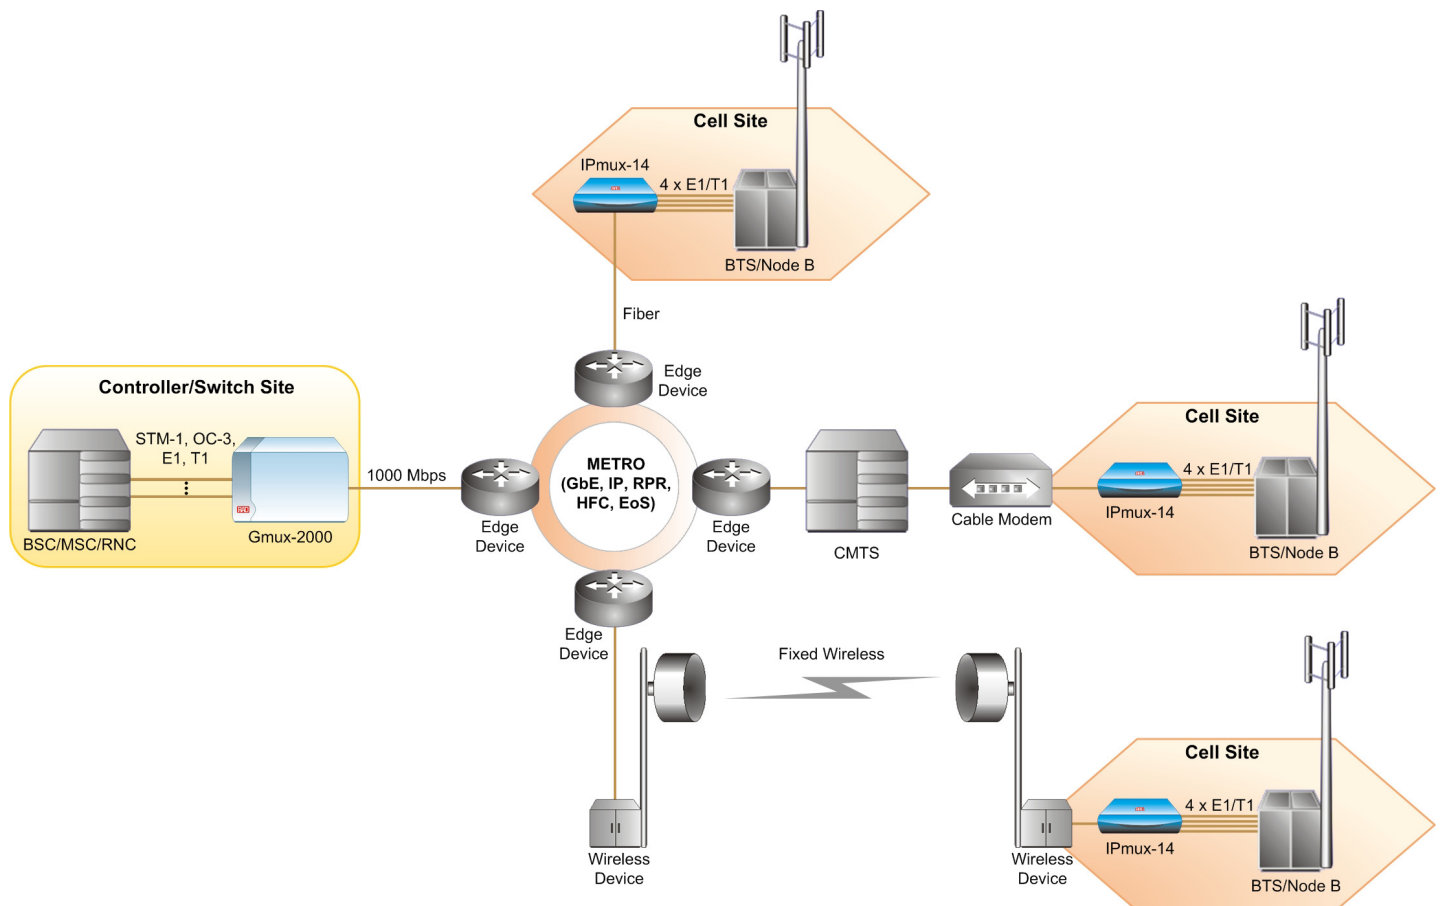 Cell Site
IPmux-14
4 x E1/T1
BTS/Node B
Fiber
Edge
Device
Controller/Switch Site
STM-1, OC-3,
E1, T1
BSC/MSC/RNC
Gmux-2000
RAD
1000 Mbps
Edge
Device
METRO
(GbE, IP, RPR,
HFC, EoS)
Edge
Device
CMTS
Cable Modem
Cell Site
4 x E1/T1
IPmux-14
BTS/Node B
Edge
Device
Fixed Wireless
Wireless
Device
Wireless
Device
Cell Site
4 x E1/T1
IPmux-14
BTS/Node B